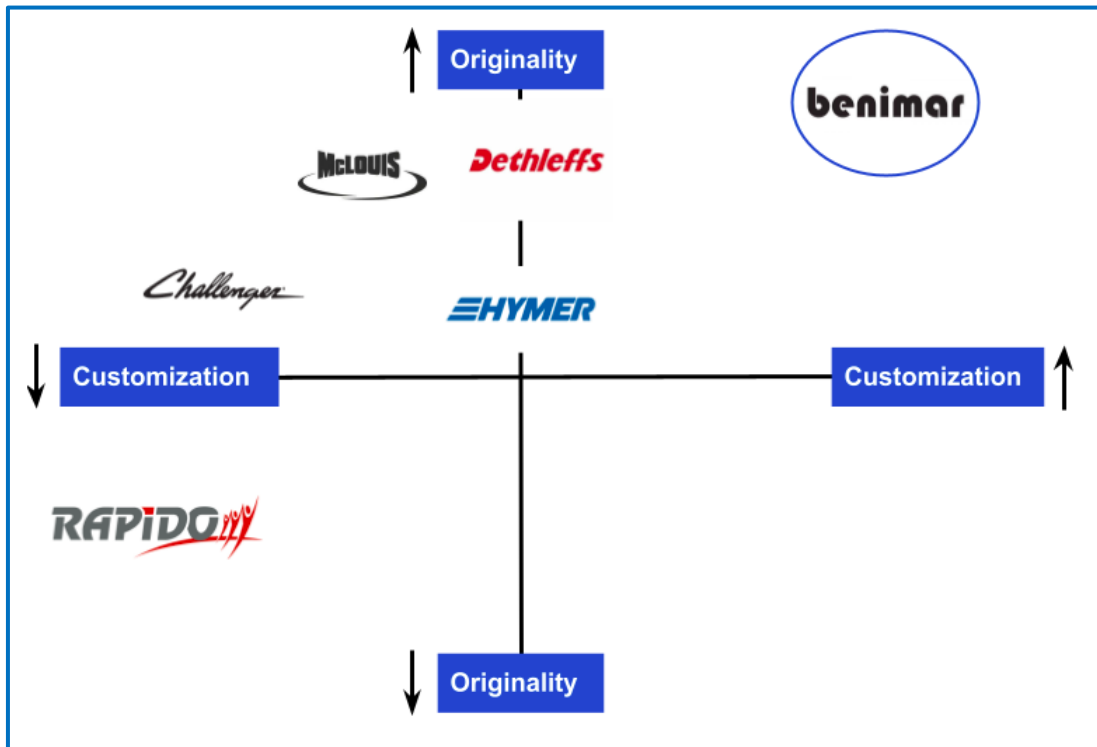 Originality
benimar
McLOUIS
Dethleffs
Challenger
HYMER
Customization
Customization
RAPiDO
Originality